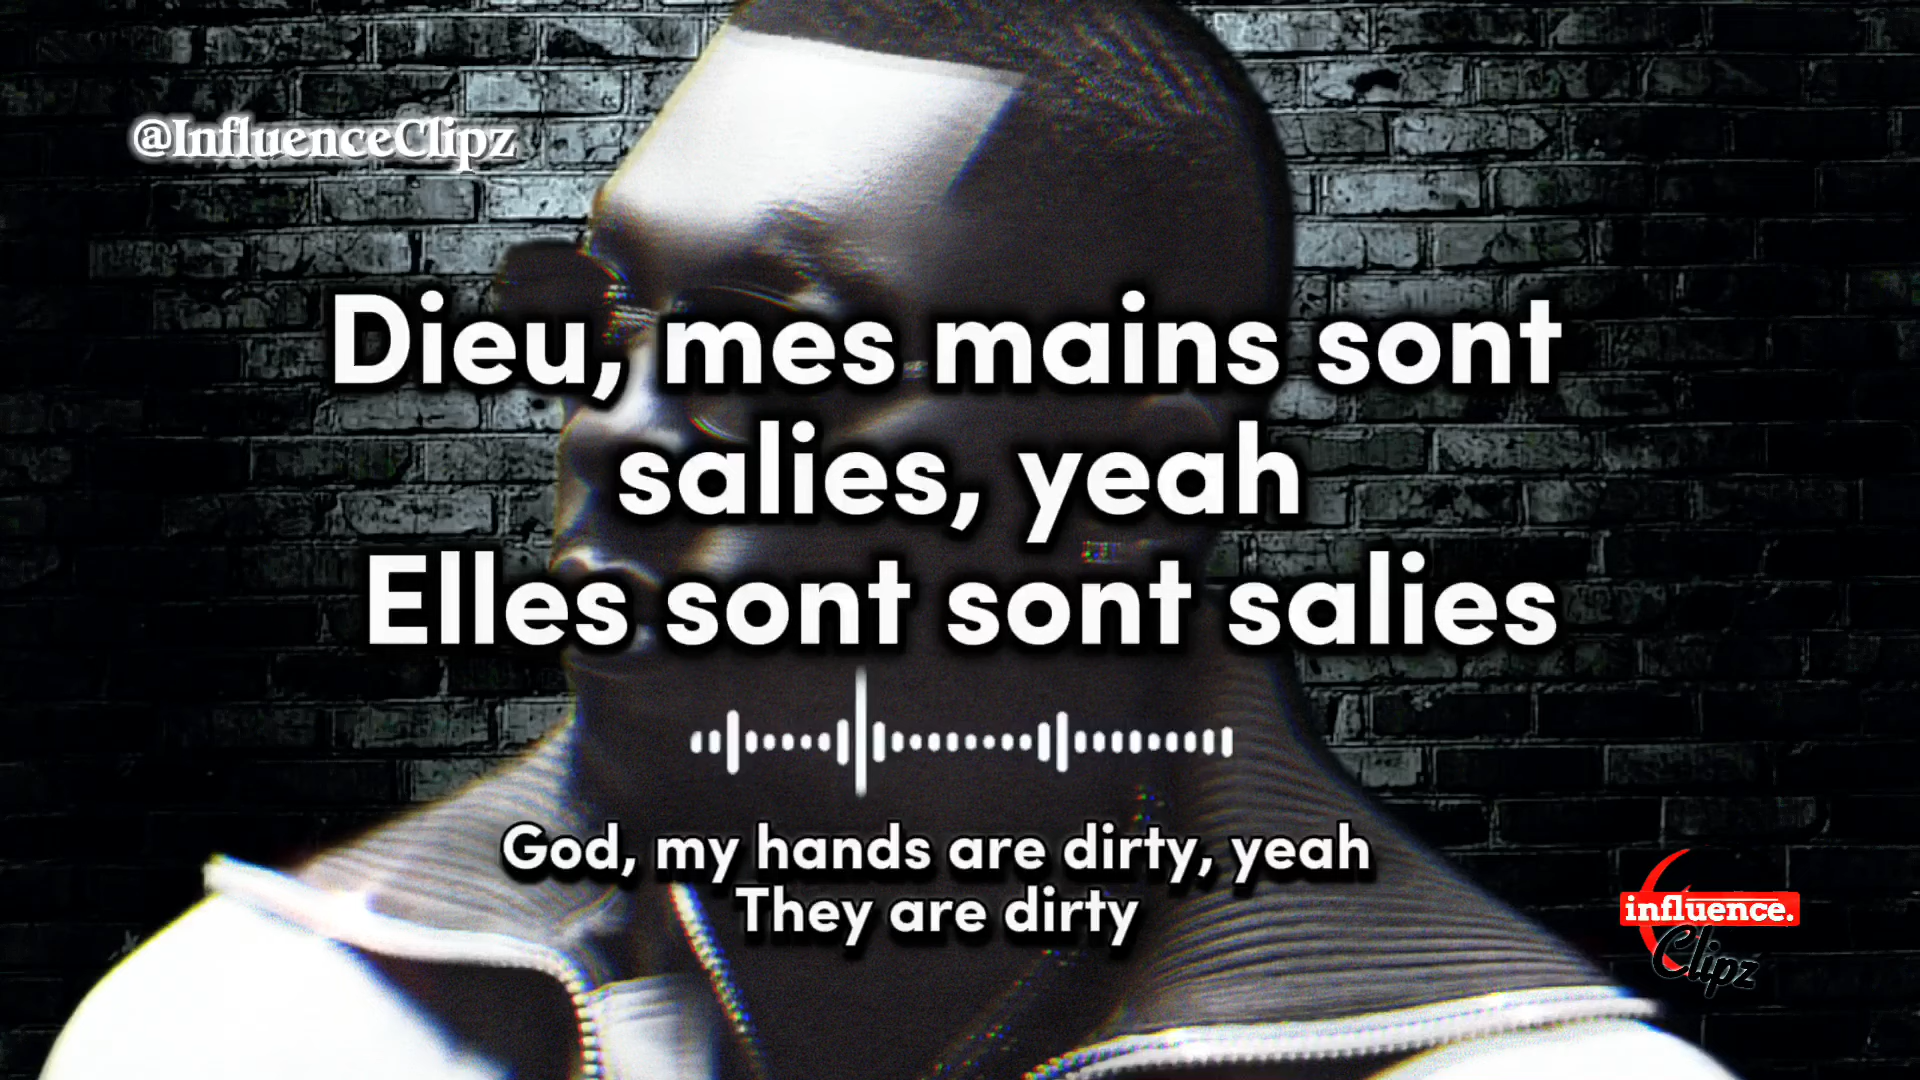 @InfluenceClipz
Dieu, mes mains sont
salies, yeah
Elles sont sont salies
God, my hands are dirty, yeah
They are dirty
influence.
Clipz